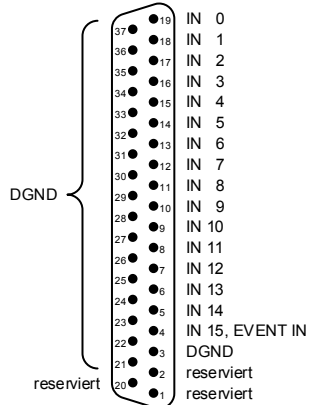 37 19 IN 0
36 18 IN 1
35 17 IN 2
34 16 IN 3
33 15 IN 4
32 14 IN 5
31 13 IN 6
30 12 IN 7
29 11 IN 8
DGND 28 10 IN 9
27 9 IN 10
26 8 IN 11
25 7 IN 12
24 6 IN 13
23 5 IN 14
22 4 IN 15, EVENT IN
21 3 DGND
reserviert 20 2 reserviert
1 reserviert